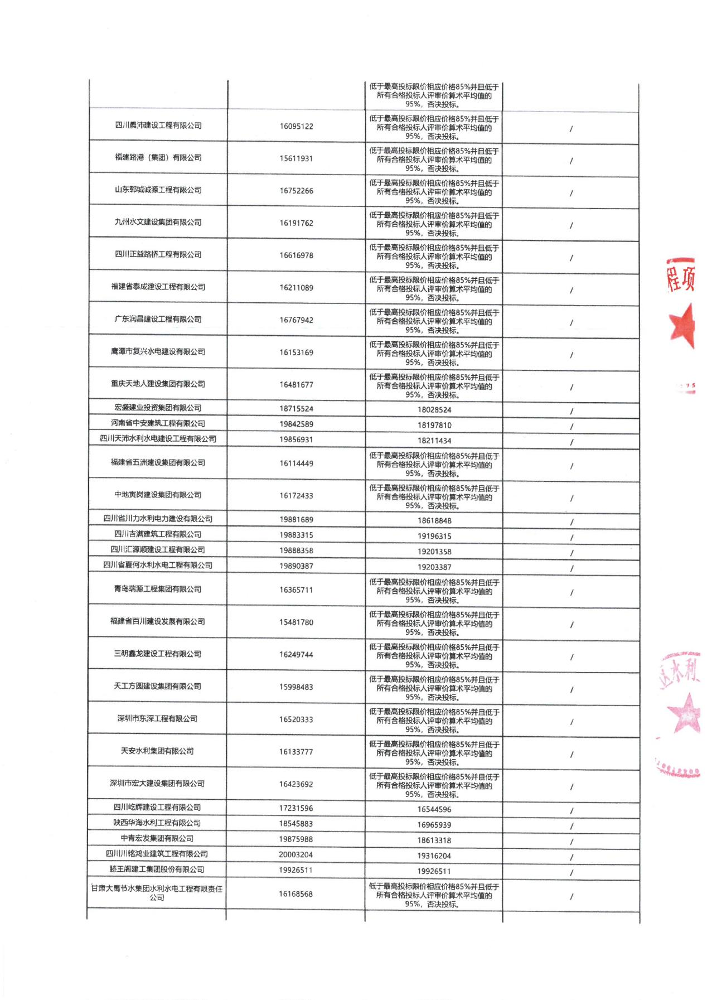 低于最高投标限价相应价格85%并且低于
所有合格投标人评审价算术平均值的
95%，否决投标。
四川晨沛建设工程有限公司
16095122
低于最高投标限价相应价格85%并且低于
所有合格投标人评审价算术平均值的
95%，否决投标。
/
福建路港（集团）有限公司
15611931
低于最高投标限价相应价格85%并且低于
所有合格投标人评审价算术平均值的
95%，否决投标。
/
山东郓城诚源工程有限公司
16752266
低于最高投标限价相应价格85%并且低于
所有合格投标人评审价算术平均值的
95%，否决投标。
/
九州水文建设集团有限公司
16191762
低于最高投标限价相应价格85%并且低于
所有合格投标人评审价算术平均值的
95%，否决投标。
/
四川正益路桥工程有限公司
16616978
低于最高投标限价相应价格85%并且低于
所有合格投标人评审价算术平均值的
95%，否决投标。
/
福建省泰成建设工程有限公司
16211089
低于最高投标限价相应价格85%并且低于
所有合格投标人评审价算术平均值的
95%，否决投标。
/
广东润昌建设工程有限公司
16767942
低于最高投标限价相应价格85%并且低于
所有合格投标人评审价算术平均值的
95%，否决投标。
/
鹰潭市复兴水电建设有限公司
16153169
低于最高投标限价相应价格85%并且低于
所有合格投标人评审价算术平均值的
95%，否决投标。
/
重庆天地人建设集团有限公司
16481677
低于最高投标限价相应价格85%并且低于
所有合格投标人评审价算术平均值的
95%，否决投标。
/
宏盛建业投资集团有限公司
18715524
18028524
/
河南省中安建筑工程有限公司
19842589
18197810
/
四川天沛水利水电建设工程有限公司
19856931
18211434
/
福建省五洲建设集团有限公司
16114449
低于最高投标限价相应价格85%并且低于
所有合格投标人评审价算术平均值的
95%，否决投标。
/
中地寅岗建设集团有限公司
16172433
低于最高投标限价相应价格85%并且低于
所有合格投标人评审价算术平均值的
95%，否决投标。
/
四川省川力水利电力建设有限公司
19881689
18618848
/
四川吉满建筑工程有限公司
19883315
19196315
/
四川汇源顺建设工程有限公司
19888358
19201358
/
四川省夏何水利水电工程有限公司
19890387
19203387
/
青岛瑞源工程集团有限公司
16365711
低于最高投标限价相应价格85%并且低于
所有合格投标人评审价算术平均值的
95%，否决投标。
/
福建省百川建设发展有限公司
15481780
低于最高投标限价相应价格85%并且低于
所有合格投标人评审价算术平均值的
95%，否决投标。
/
三明鑫龙建设工程有限公司
16249744
低于最高投标限价相应价格85%并且低于
所有合格投标人评审价算术平均值的
95%，否决投标。
/
天工方圆建设集团有限公司
15998483
低于最高投标限价相应价格85%并且低于
所有合格投标人评审价算术平均值的
95%，否决投标。
/
深圳市东深工程有限公司
16520333
低于最高投标限价相应价格85%并且低于
所有合格投标人评审价算术平均值的
95%，否决投标。
/
天安水利集团有限公司
16133777
低于最高投标限价相应价格85%并且低于
所有合格投标人评审价算术平均值的
95%，否决投标。
/
深圳市宏大建设集团有限公司
16423692
低于最高投标限价相应价格85%并且低于
所有合格投标人评审价算术平均值的
95%，否决投标。
/
四川屹辉建设工程有限公司
17231596
16544596
/
陕西华海水利工程有限公司
18545883
16965939
/
中青宏发集团有限公司
19875988
18613318
/
四川川铭鸿业建筑工程有限公司
20003204
19316204
/
滕王阁建工集团股份有限公司
19926511
19926511
/
甘肃大禹节水集团水利水电工程有限责任
公司
16168568
低于最高投标限价相应价格85%并且低于
所有合格投标人评审价算术平均值的
95%，否决投标。
/
程项
水利